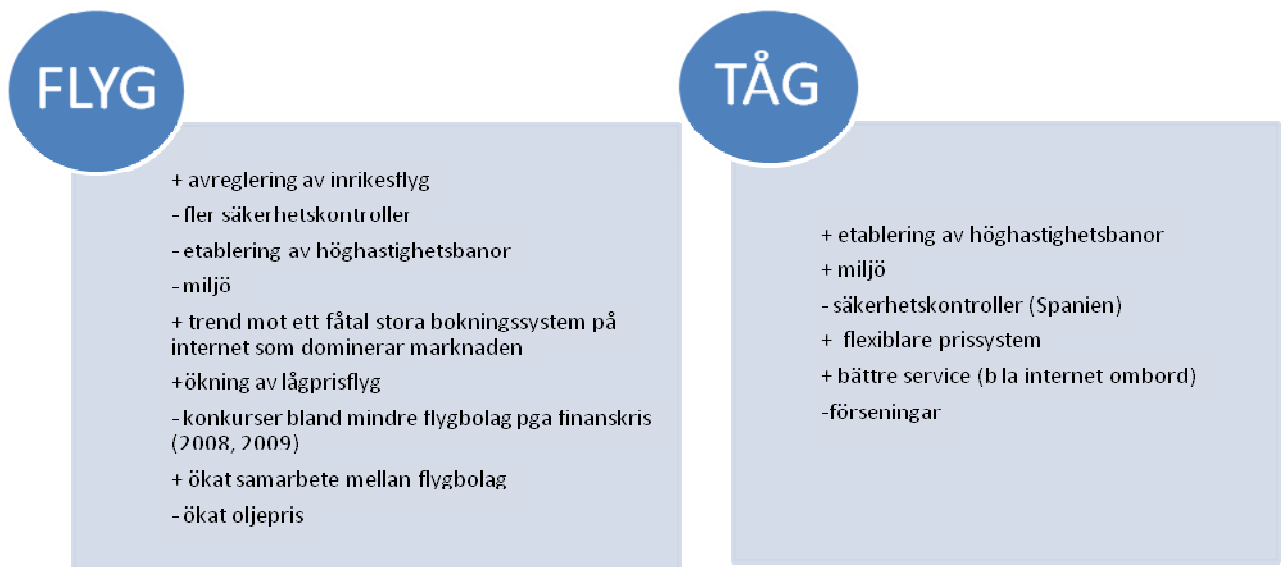 FLYG
+ avreglering av inrikesflyg
- fler säkerhetskontroller
- etablering av höghastighetsbanor
- miljö
+ trend mot ett fåtal stora bokningssystem på
internet som dominerar marknaden
+ökning av lågprisflyg
- konkurser bland mindre flygbolag pga finanskris
(2008, 2009)
+ ökat samarbete mellan flygbolag
- ökat oljepris
TÅG
+ etablering av höghastighetsbanor
+ miljö
- säkerhetskontroller (Spanien)
+ flexiblare prissystem
+ bättre service (b la internet ombord)
-förseningar